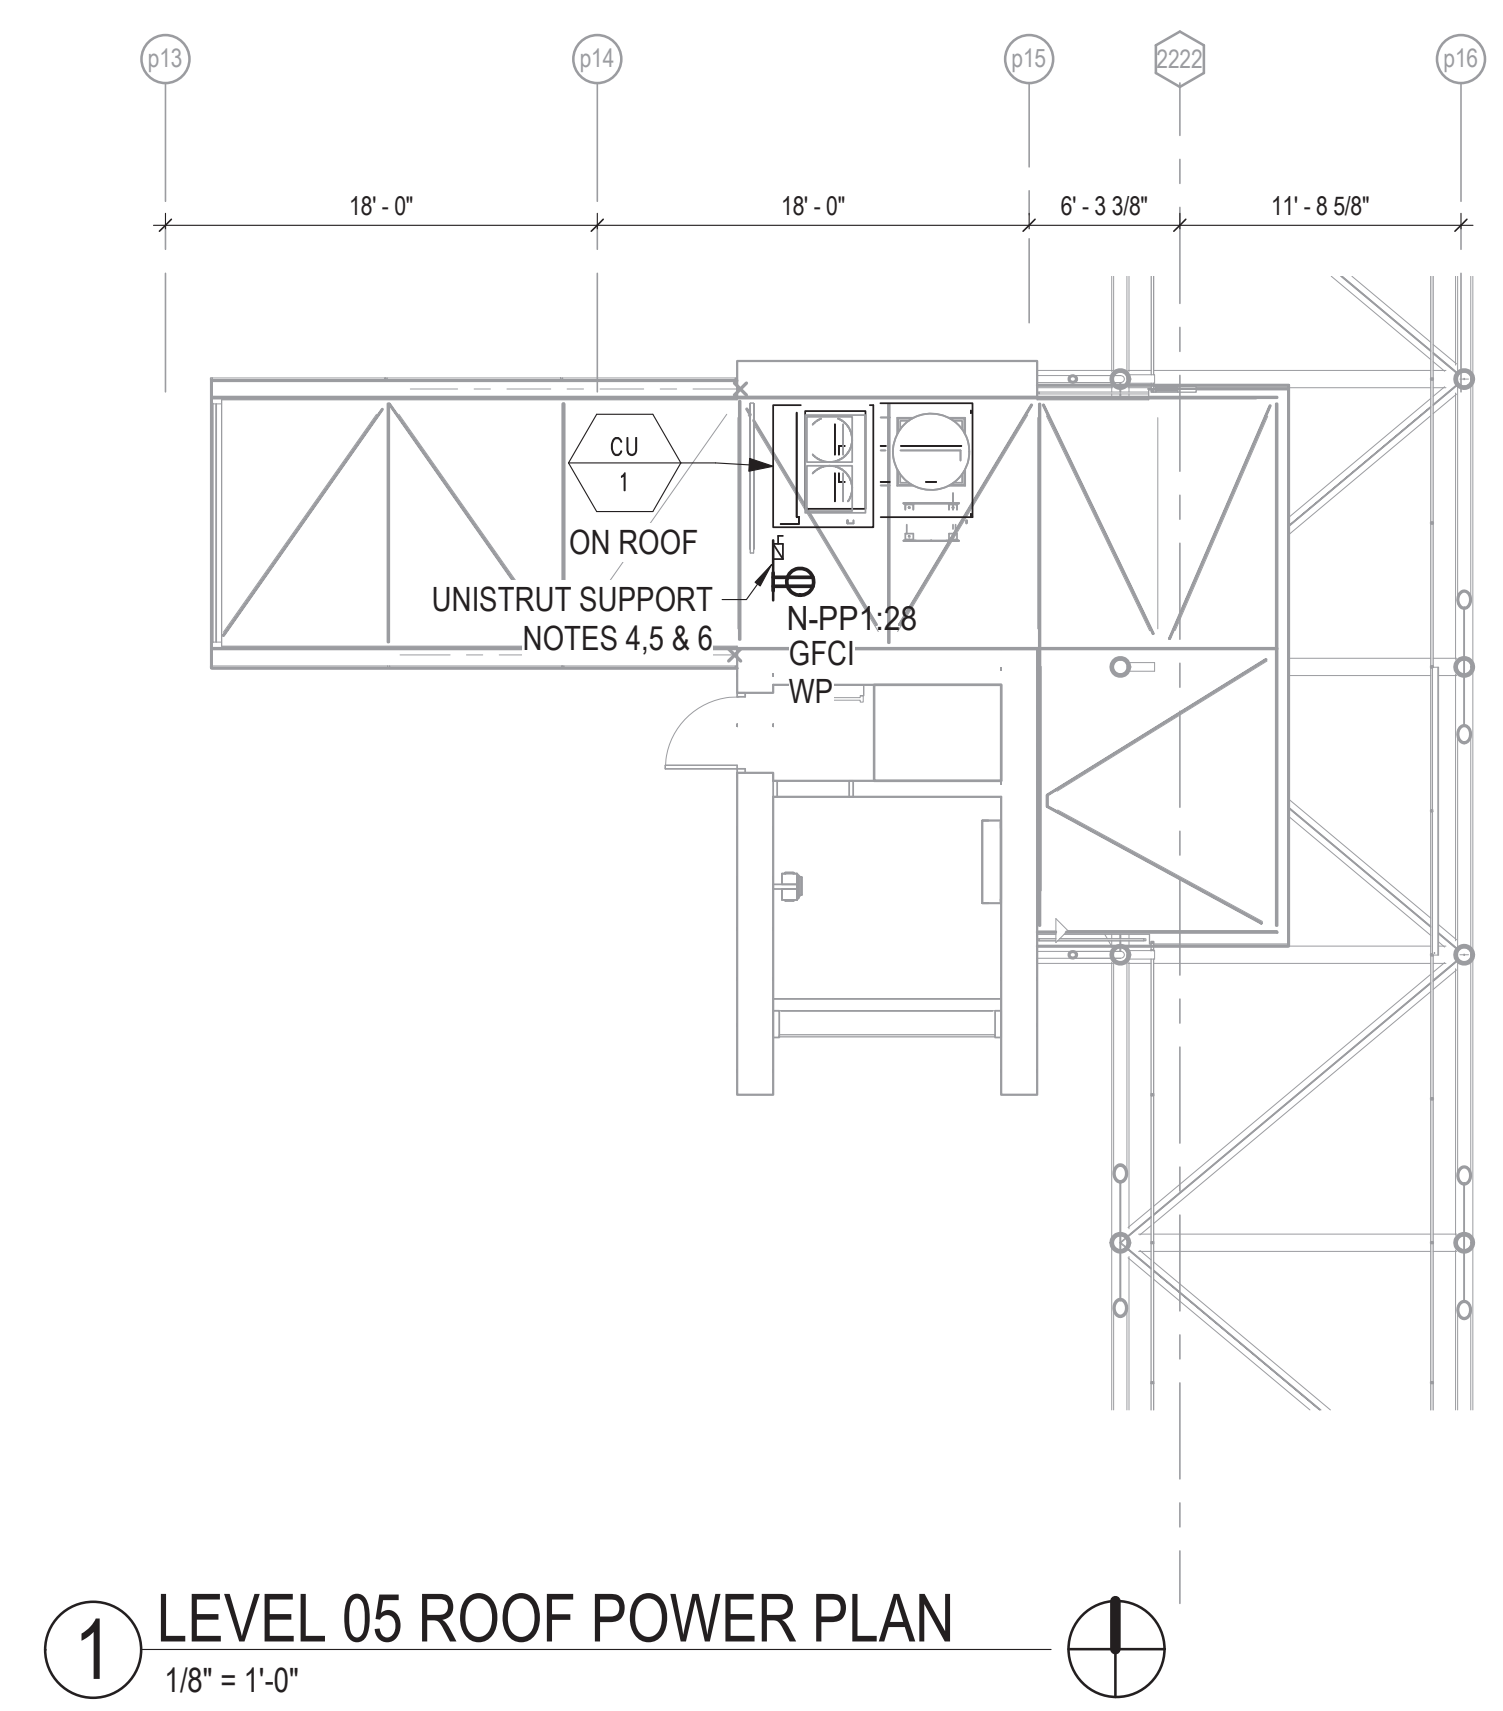 p13
p14
p15
2222
p16
18' - 0"
18' - 0"
6' - 3 3/8"
11' - 8 5/8"
CU
1
ON ROOF
UNISTRUT SUPPORT
NOTES 4,5 & 6
N-PP1:28
GFCI
WP
1
LEVEL 05 ROOF POWER PLAN
1/8" = 1'-0"